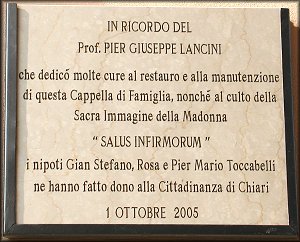 IN RICORDO DEL
Prof. PIER GIUSEPPE LANCINI
che dedicó molte cure al restauro e alla manutenzione
di questa Cappella di Famiglia, nonché al culto della
Sacra Immagine della Madonna
“ SALUS INFIRMORUM ”
i nipoti Gian Stefano, Rosa e Pier Mario Toccabelli
ne hanno fatto dono alla Cittadinanza di Chiari
1 OTTOBRE 2005